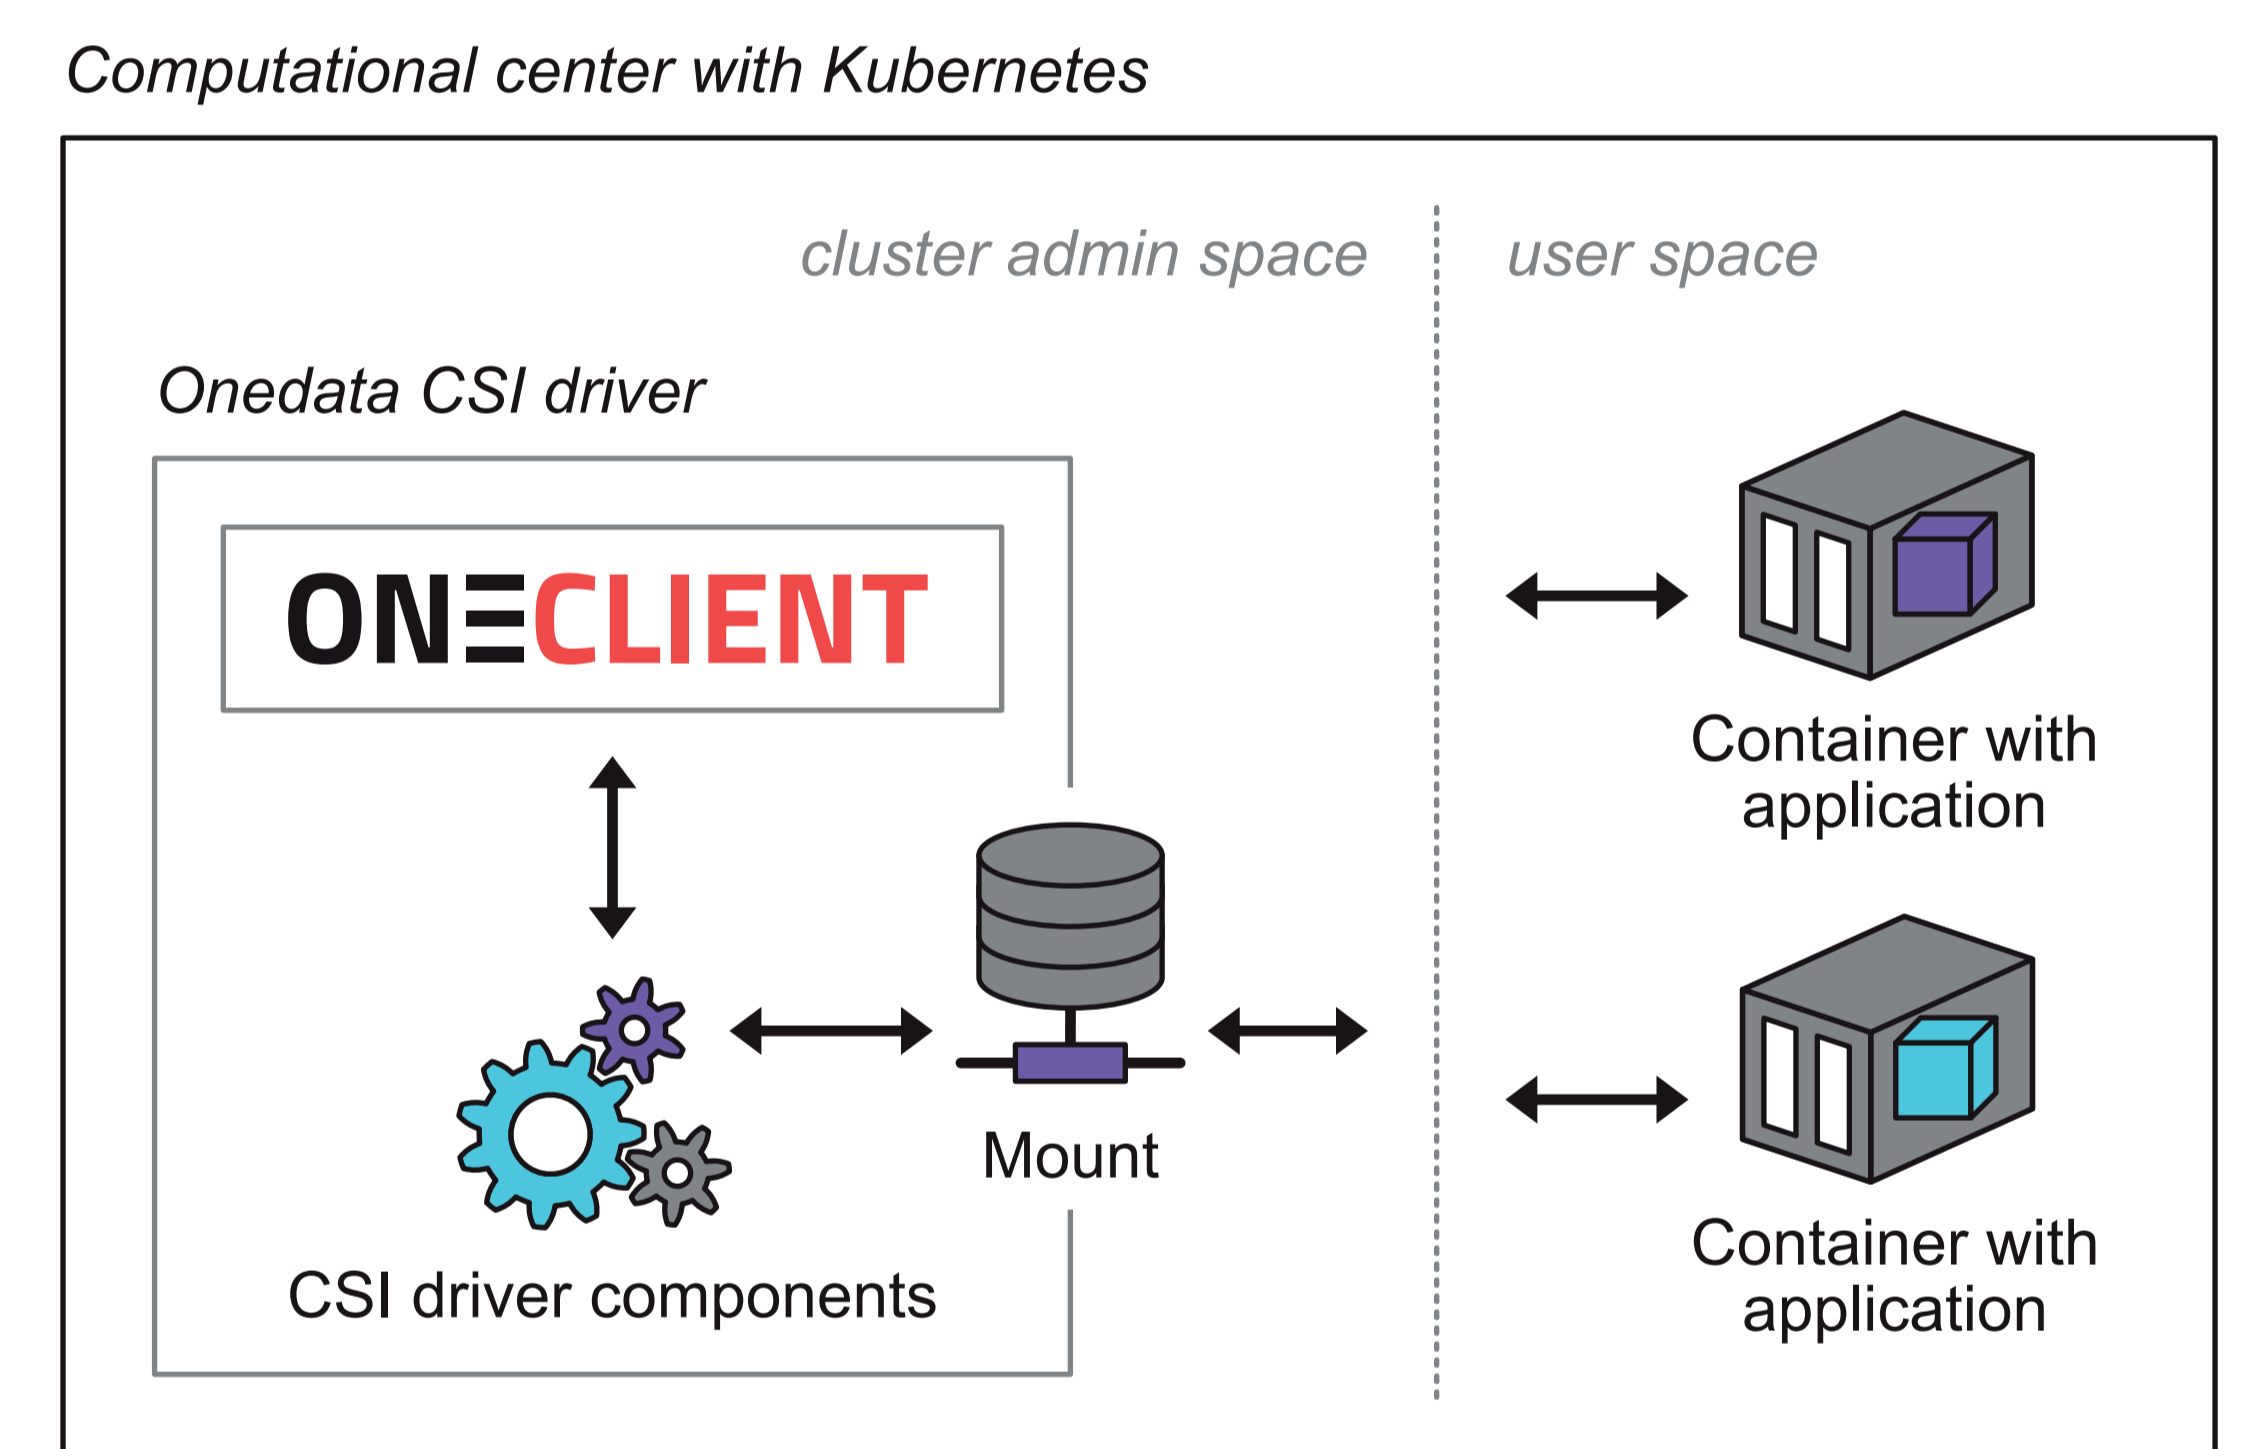 Computational center with Kubernetes
cluster admin space
user space
Onedata CSI driver
ONECLIENT
Container with
application
Mount
CSI driver components
Container with
application